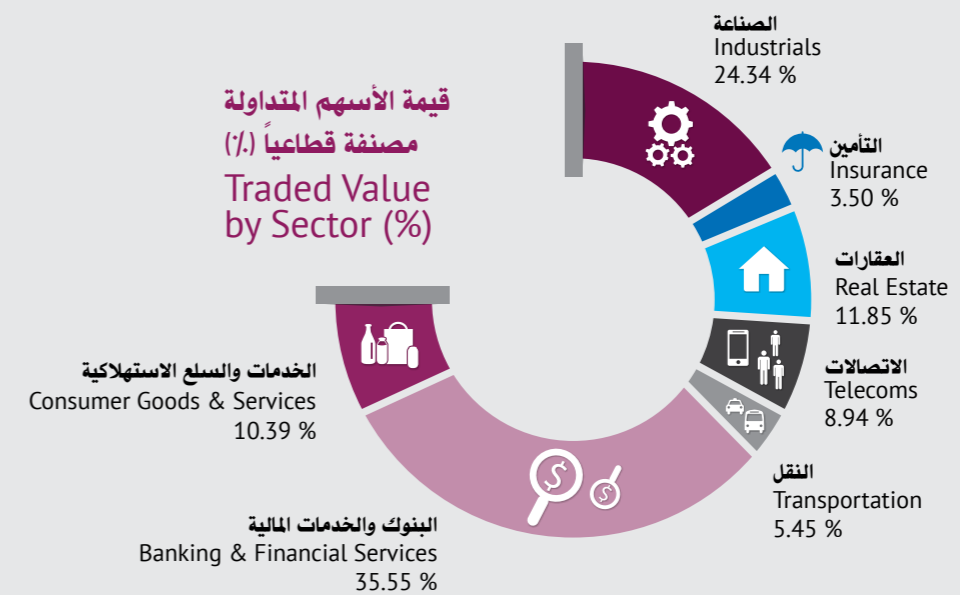 قيمة الأسهم المتداولة
مصنفة قطاعياً (٪)
Traded Value
by Sector (%)
الصناعة
Industrials
24.34 %
التأمين
Insurance
3.50 %
العقارات
Real Estate
11.85 %
الاتصالات
Telecoms
8.94 %
النقل
Transportation
5.45 %
البنوك والخدمات المالية
Banking & Financial Services
35.55 %
الخدمات والسلع الاستهلاكية
Consumer Goods & Services
10.39 %
$
$